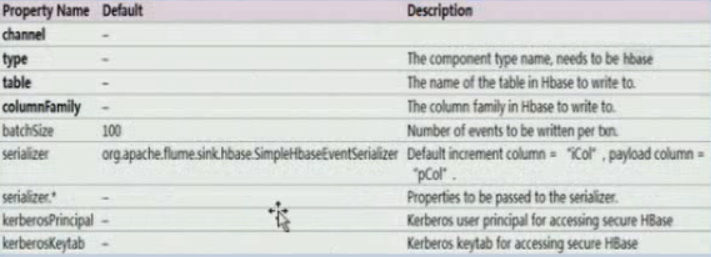 Property Name Default Description
channel –
type – The component type name, needs to be hbase
table – The name of the table in Hbase to write to.
columnFamily – The column family in Hbase to write to.
batchSize 100 Number of events to be written per txn.
serializer org.apache.flume.sink.hbase.SimpleHbaseEventSerializer Default increment column = "iCol" , payload column =
"pCol" .
serializer.* – Properties to be passed to the serializer.
kerberosPrincipal – Kerberos user principal for accessing secure HBase
kerberosKeytab – Kerberos keytab for accessing secure HBase